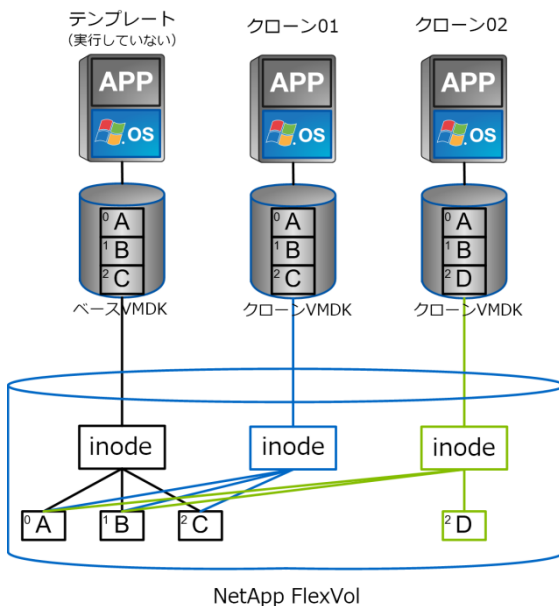 テンプレート
(実行していない)
クローン01
クローン02
APP
APP
APP
.OS
.OS
.OS
0 A
1 B
2 C
0 A
1 B
2 C
0 A
1 B
2 D
ベースVMDK
クローンVMDK
クローンVMDK
inode
inode
inode
0 A
1 B
2 C
2 D
NetApp FlexVol